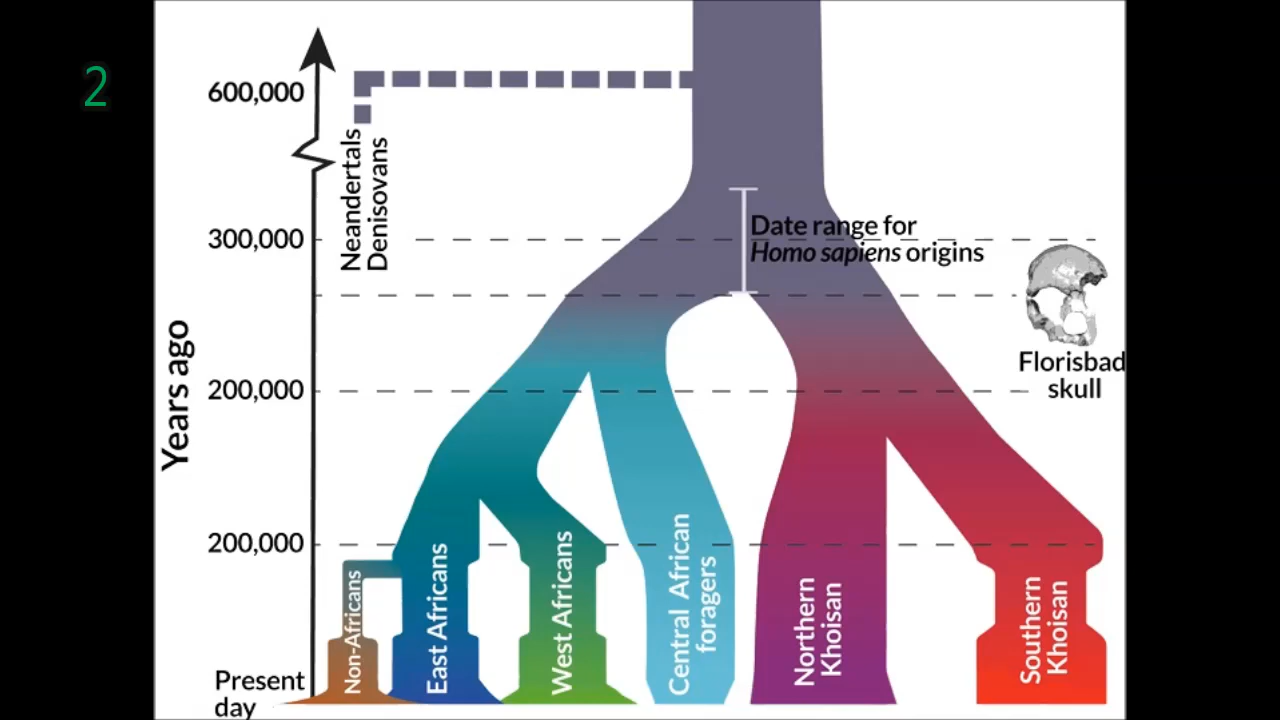 2
600,000
Neandertals
Denisovans
300,000
Date range for
Homo sapiens origins
Florisbad
skull
Years ago
200,000
200,000
Non-Africans
East Africans
West Africans
Central African
foragers
Northern
Khoisan
Southern
Khoisan
Present
day